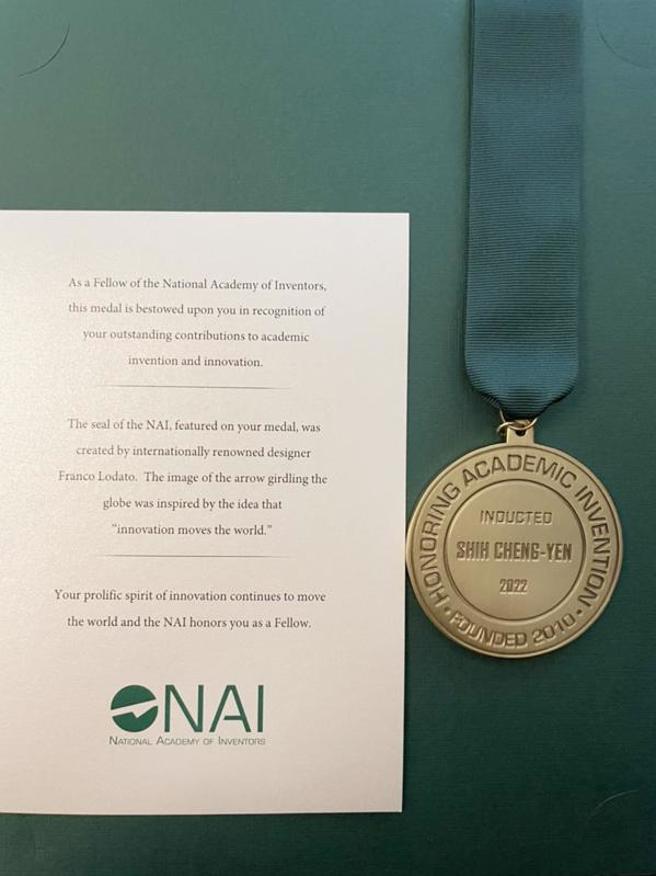 As a Fellow of the National Academy of Inventors,
this medal is bestowed upon you in recognition of
your outstanding contributions to academic
invention and innovation.
The seal of the NAI, featured on your medal, was
created by internationally renowned designer
Franco Lodato. The image of the arrow girdling the
globe was inspired by the idea that
"innovation moves the world."
Your prolific spirit of innovation continues to move
the world and the NAI honors you as a Fellow.
NAI
NATIONAL ACADEMY OF INVENTORS
HONORING ACADEMIC INVENTION
INDUCTED
SHIH CHENG-YEN
2022
· FOUNDED 2010 ·